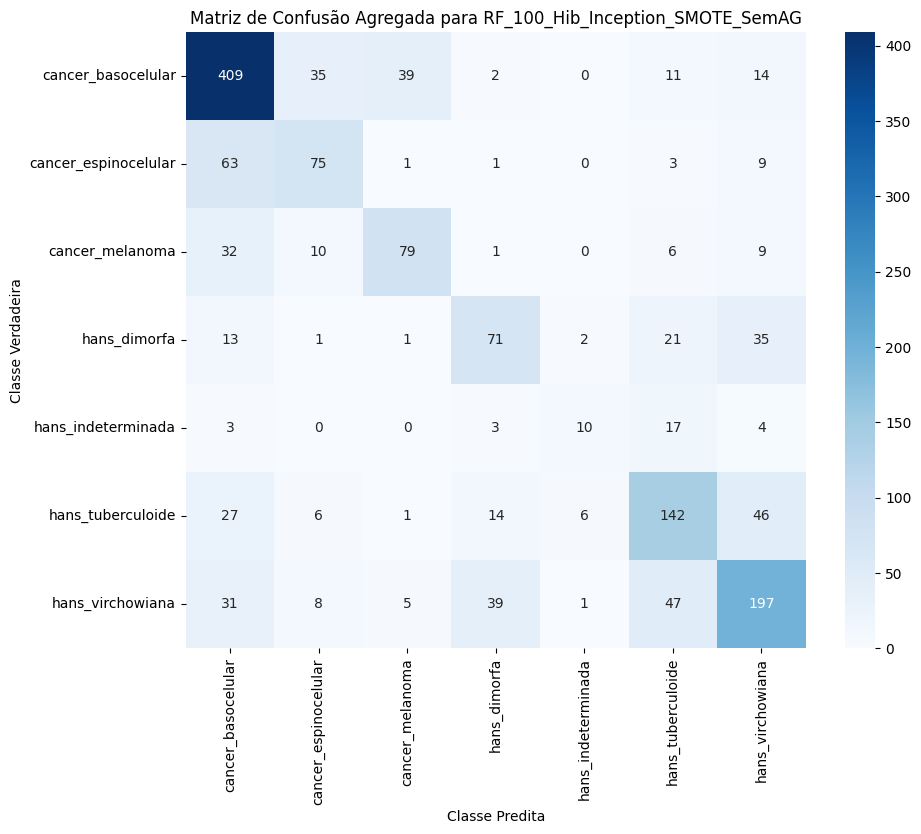 Matriz de Confusão Agregada para RF_100_Hib_Inception_SMOTE_SemAG
Classe Verdadeira
cancer_basocelular 409 35 39 2 0 11 14
cancer_espinocelular 63 75 1 1 0 3 9
cancer_melanoma 32 10 79 1 0 6 9
hans_dimorfa 13 1 1 71 2 21 35
hans_indeterminada 3 0 0 3 10 17 4
hans_tuberculoide 27 6 1 14 6 142 46
hans_virchowiana 31 8 5 39 1 47 197
cancer_basocelular
cancer_espinocelular
cancer_melanoma
hans_dimorfa
hans_indeterminada
hans_tuberculoide
hans_virchowiana
Classe Predita
400
350
300
250
200
150
100
50
0